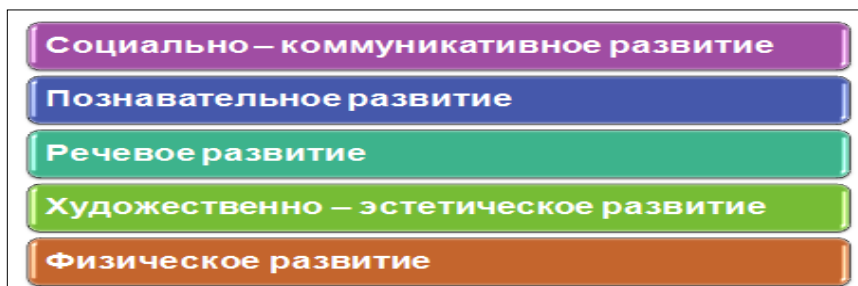 Социально – коммуникативное развитие
Познавательное развитие
Речевое развитие
Художественно – эстетическое развитие
Физическое развитие